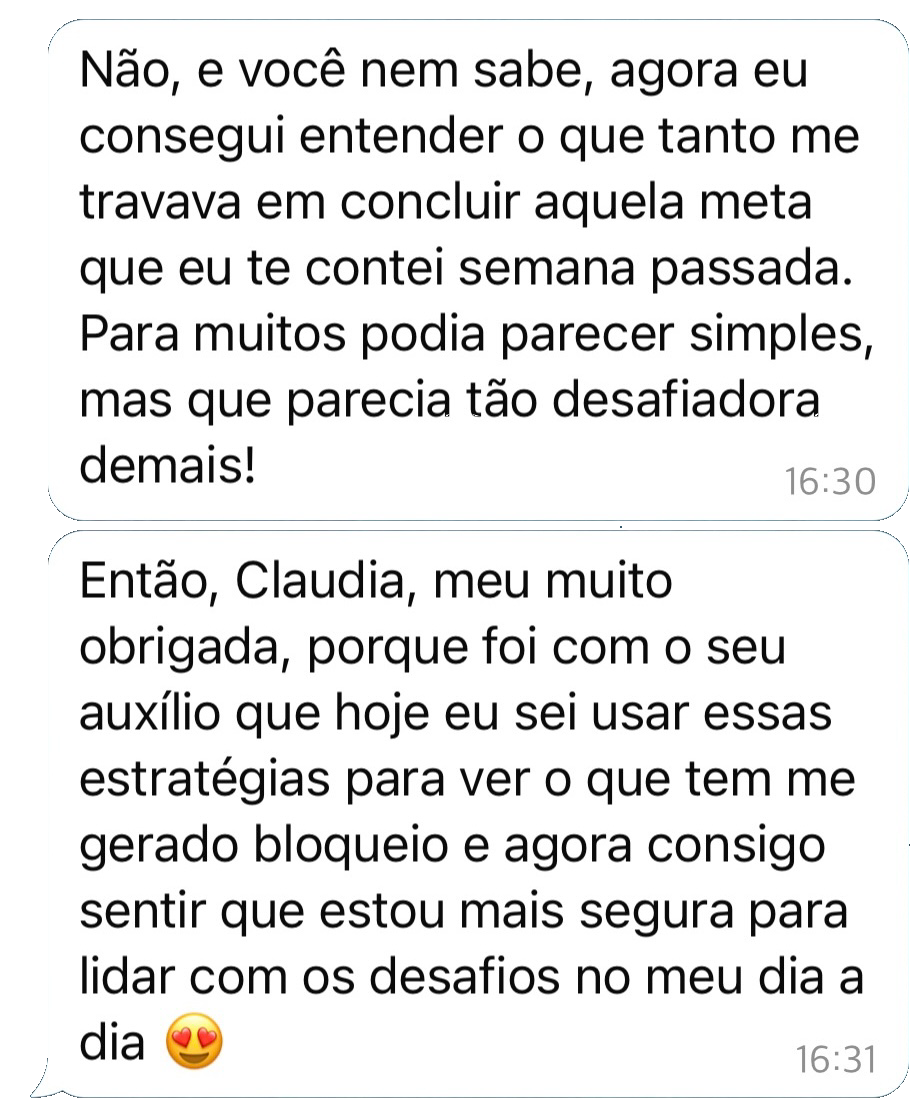 Não, e você nem sabe, agora eu
consegui entender o que tanto me
travava em concluir aquela meta
que eu te contei semana passada.
Para muitos podia parecer simples,
mas que parecia tão desafiadora
demais!
16:30
Então, Claudia, meu muito
obrigada, porque foi com o seu
auxílio que hoje eu sei usar essas
estratégias para ver o que tem me
gerado bloqueio e agora consigo
sentir que estou mais segura para
lidar com os desafios no meu dia a
dia 😍
16:31